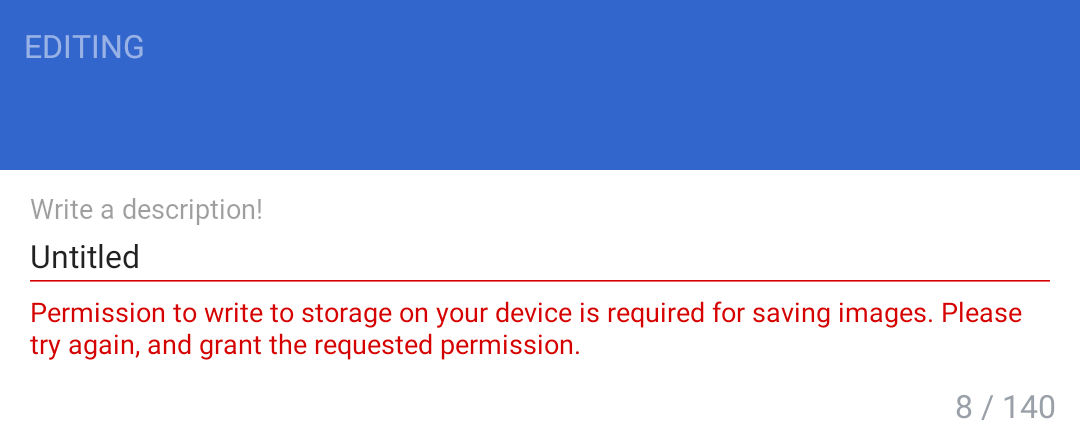 EDITING
Write a description!
Untitled
Permission to write to storage on your device is required for saving images. Please
try again, and grant the requested permission.
8 / 140